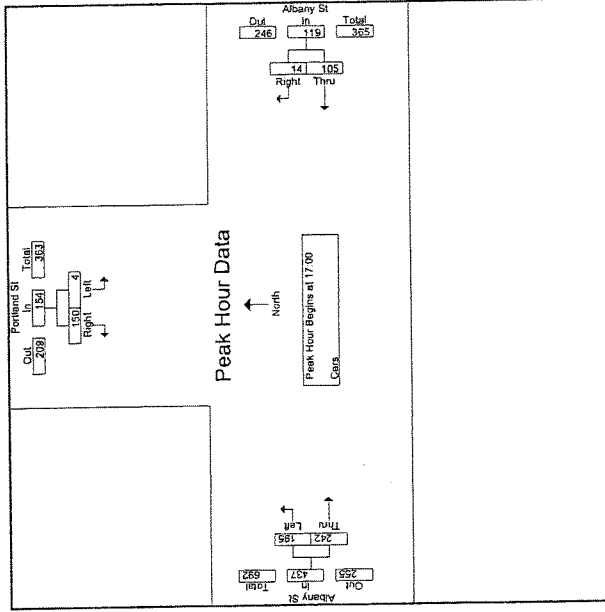 Albany St
Out In Total
246 119 365
14 105
Right Thru
Portland St
Out In Total
209 154 363
150 4
Right Left
Peak Hour Data
North
Peak Hour Begins at 17:00
Cars
Left Thru
195 242
Total In Out
692 437 255
Albany St